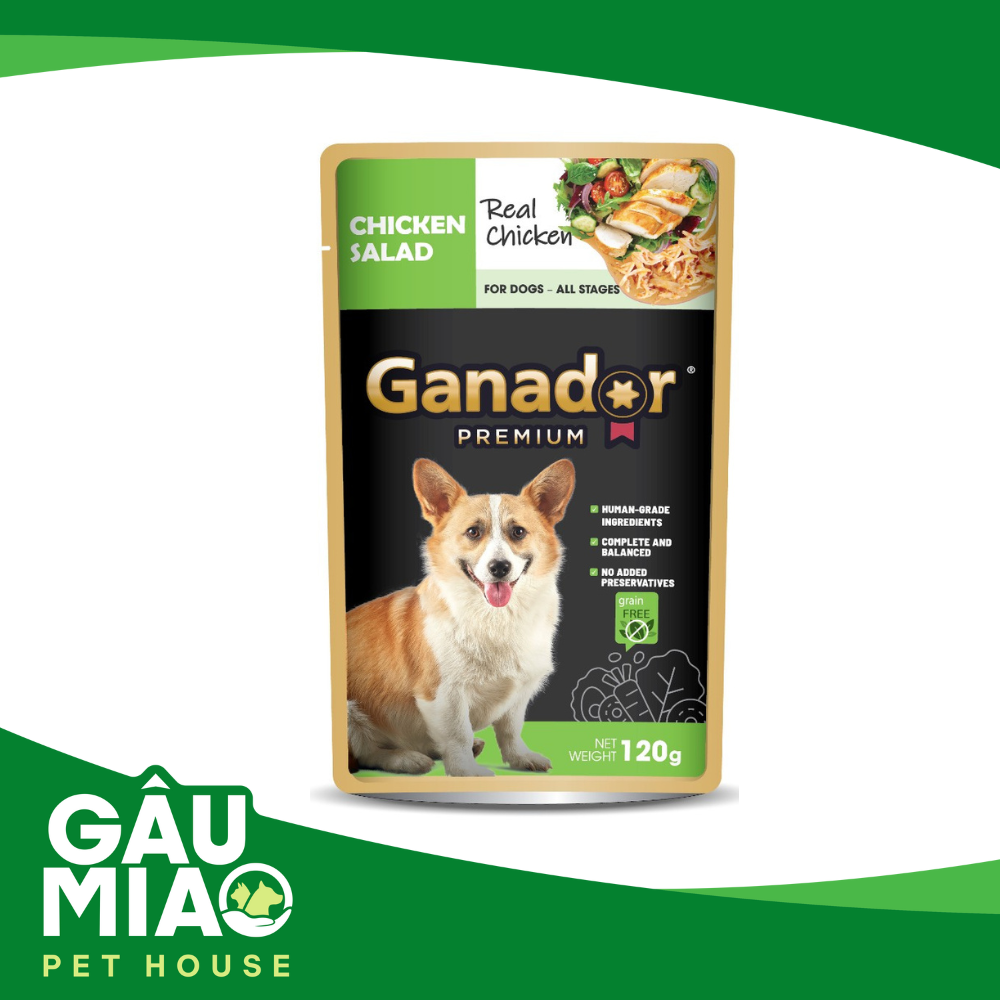 CHICKEN
SALAD
Real
Chicken
FOR DOGS – ALL STAGES
Ganador®
PREMIUM
HUMAN-GRADE
INGREDIENTS
COMPLETE AND
BALANCED
NO ADDED
PRESERVATIVES
grain
FREE
NET
WEIGHT 120g
GÂU
MIAO
PET HOUSE